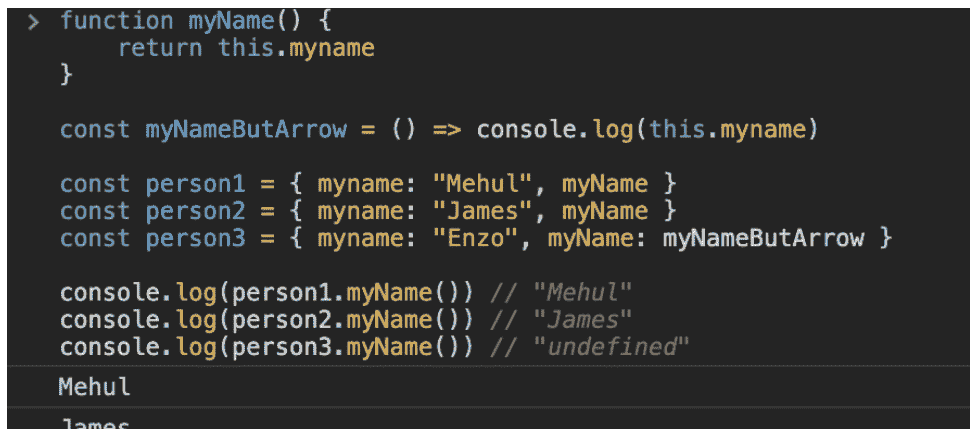 > function myName() {
return this.myname
}
const myNameButArrow = () => console.log(this.myname)
const person1 = { myname: "Mehul", myName }
const person2 = { myname: "James", myName }
const person3 = { myname: "Enzo", myName: myNameButArrow }
console.log(person1.myName()) // "Mehul"
console.log(person2.myName()) // "James"
console.log(person3.myName()) // "undefined"
Mehul
James